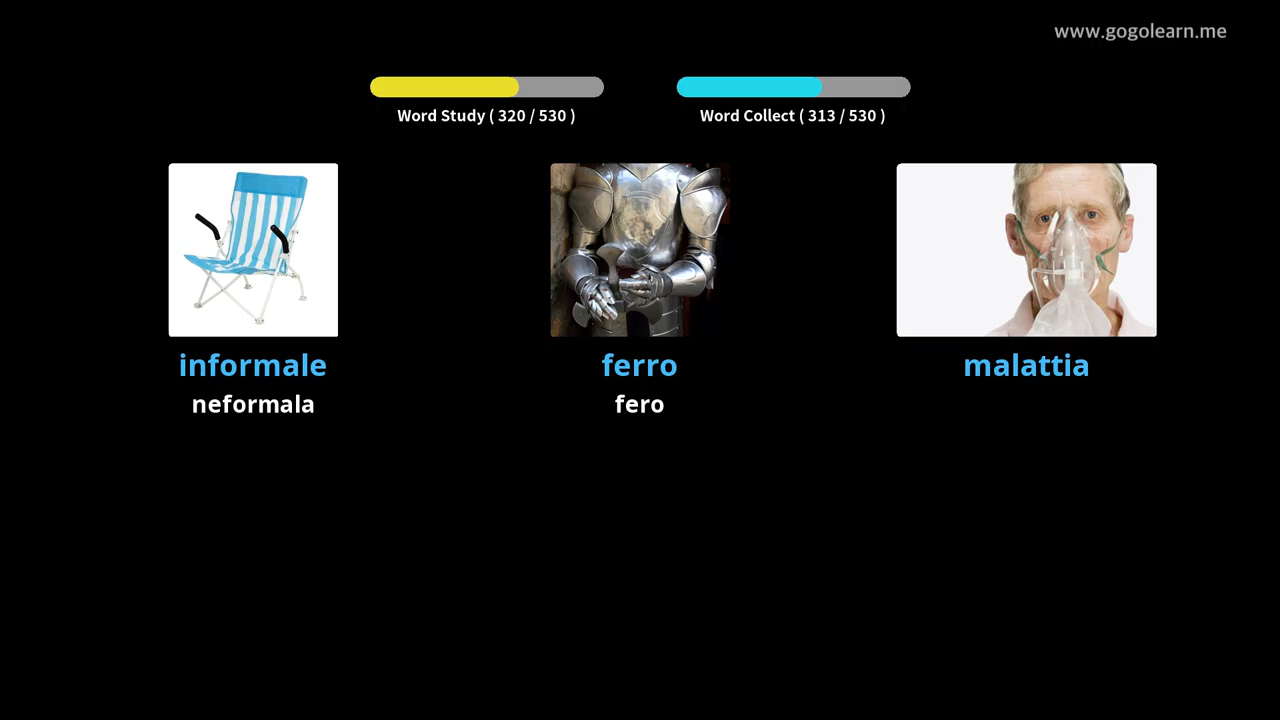 www.gogolearn.me
Word Study ( 320 / 530 )
Word Collect ( 313 / 530 )
informale
neformala
ferro
fero
malattia